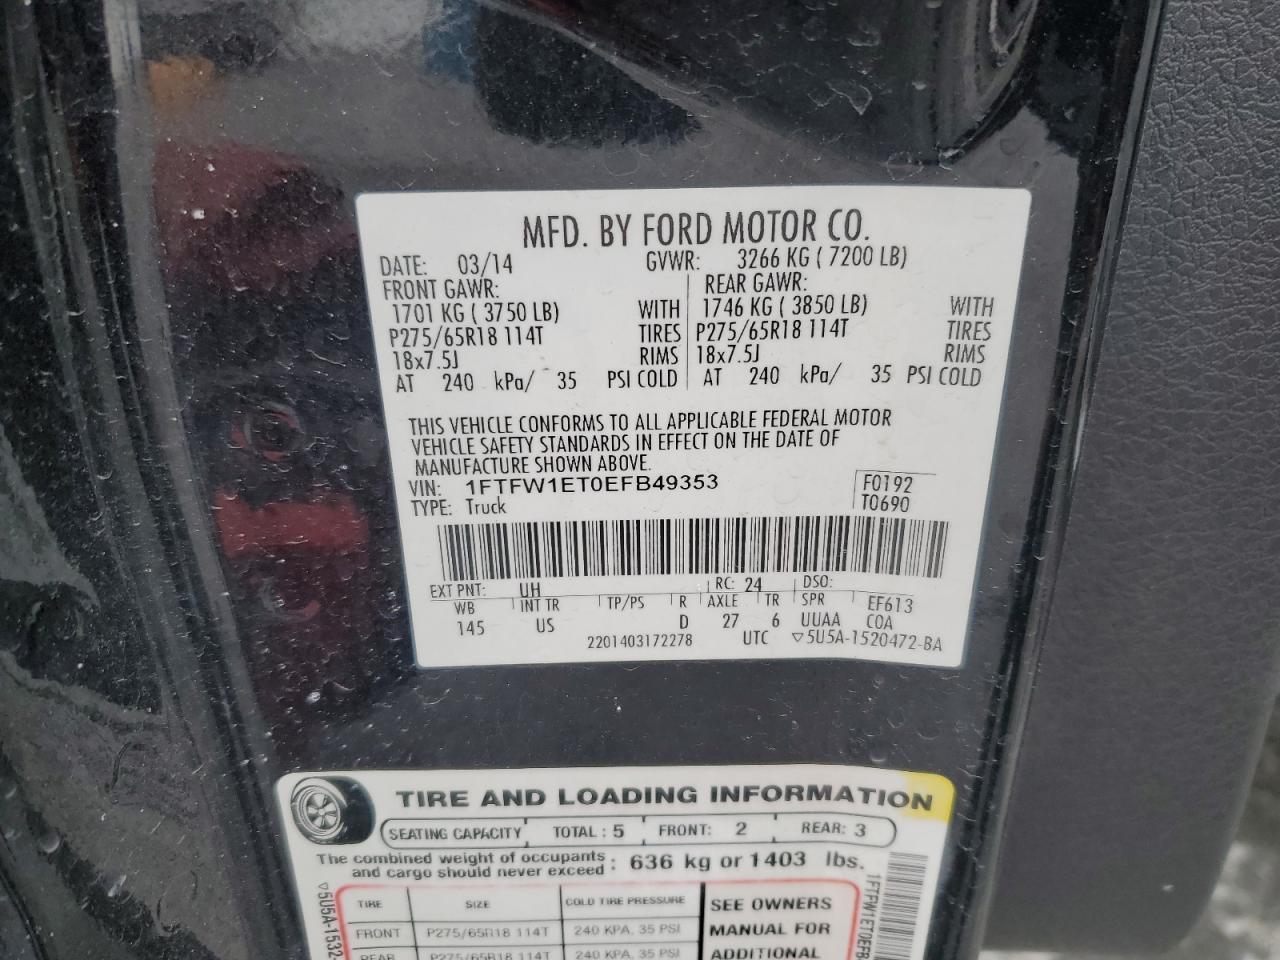 MFD. BY FORD MOTOR CO.
DATE: 03/14 GVWR: 3266 KG ( 7200 LB)
FRONT GAWR: REAR GAWR:
1701 KG ( 3750 LB) WITH 1746 KG ( 3850 LB) WITH
P275/65R18 114T TIRES P275/65R18 114T TIRES
18x7.5J RIMS 18x7.5J RIMS
AT 240 kPa/ 35 PSI COLD AT 240 kPa/ 35 PSI COLD
THIS VEHICLE CONFORMS TO ALL APPLICABLE FEDERAL MOTOR
VEHICLE SAFETY STANDARDS IN EFFECT ON THE DATE OF
MANUFACTURE SHOWN ABOVE.
VIN: 1FTFW1ET0EFB49353 F0192
TYPE: Truck T0690
EXT PNT: UH RC: 24 DSO:
WB INT TR TP/PS R AXLE TR SPR EF613
145 US D 27 6 UUAA COA
2201403172278 UTC ▽5U5A-1520472-BA
TIRE AND LOADING INFORMATION
SEATING CAPACITY TOTAL : 5 FRONT: 2 REAR: 3
The combined weight of occupants
and cargo should never exceed : 636 kg or 1403 lbs.
TIRE SIZE COLD TIRE PRESSURE SEE OWNERS
FRONT P275/65R18 114T 240 KPA, 35 PSI MANUAL FOR
REAR P275/65R18 114T 240 KPA, 35 PSI ADDITIONAL
▽5U5A-1532-
1FTFW1ET0EFB